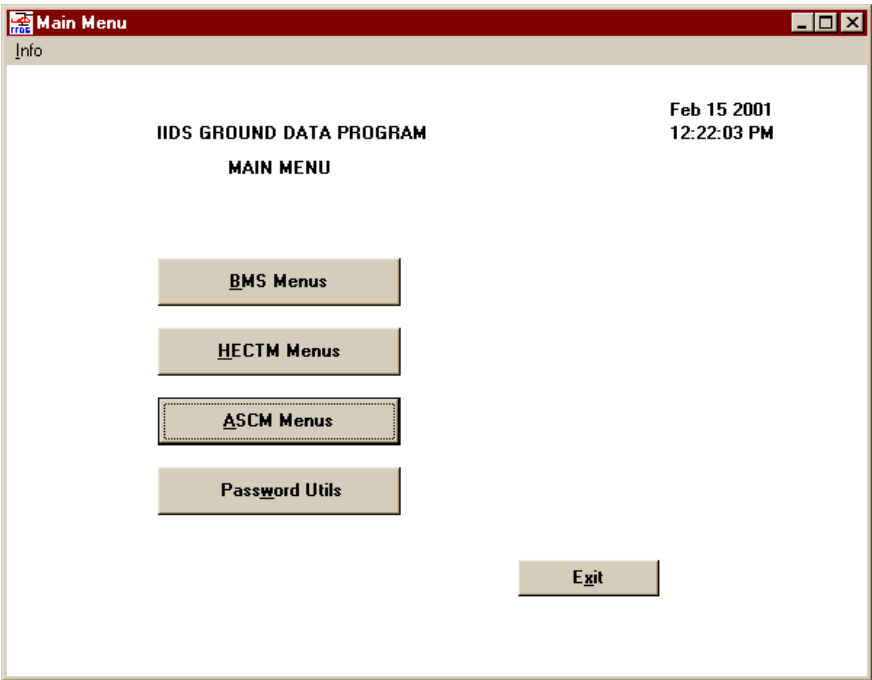 Main Menu
Info
Feb 15 2001
IIDS GROUND DATA PROGRAM
12:22:03 PM
MAIN MENU
BMS Menus
HECTM Menus
ASCM Menus
Password Utils
Exit